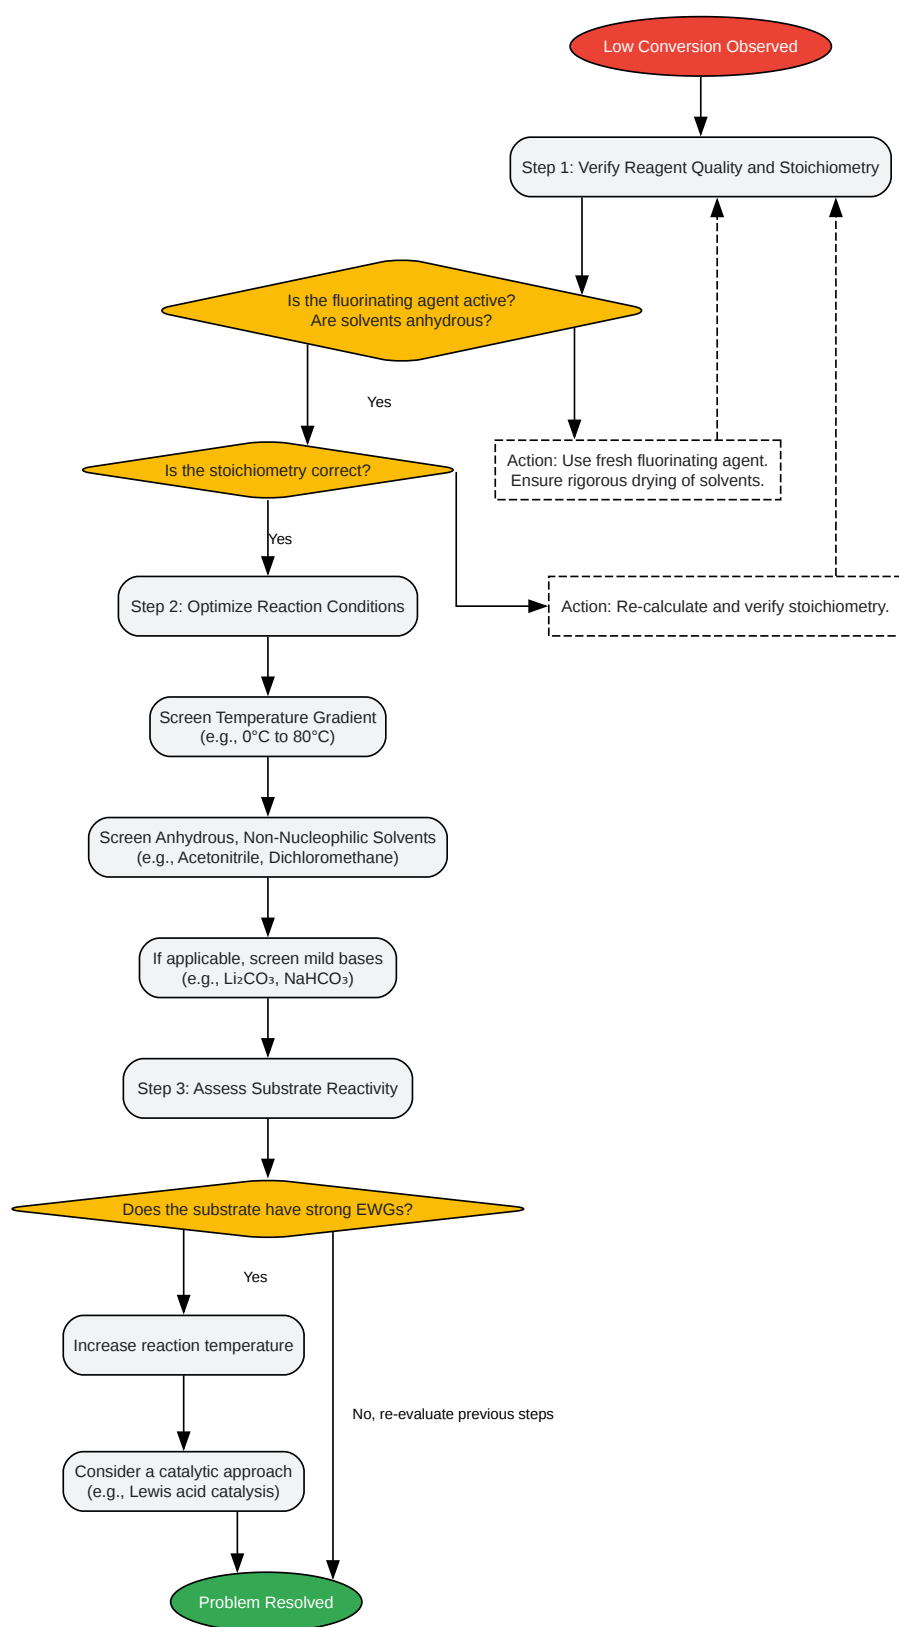 Low Conversion Observed
Step 1: Verify Reagent Quality and Stoichiometry
Is the fluorinating agent active?
Are solvents anhydrous?
Yes
Is the stoichiometry correct?
Action: Use fresh fluorinating agent.
Ensure rigorous drying of solvents.
Yes
Step 2: Optimize Reaction Conditions
Action: Re-calculate and verify stoichiometry.
Screen Temperature Gradient
(e.g., 0°C to 80°C)
Screen Anhydrous, Non-Nucleophilic Solvents
(e.g., Acetonitrile, Dichloromethane)
If applicable, screen mild bases
(e.g., Li₂CO₃, NaHCO₃)
Step 3: Assess Substrate Reactivity
Does the substrate have strong EWGs?
Yes
Increase reaction temperature
No, re-evaluate previous steps
Consider a catalytic approach
(e.g., Lewis acid catalysis)
Problem Resolved